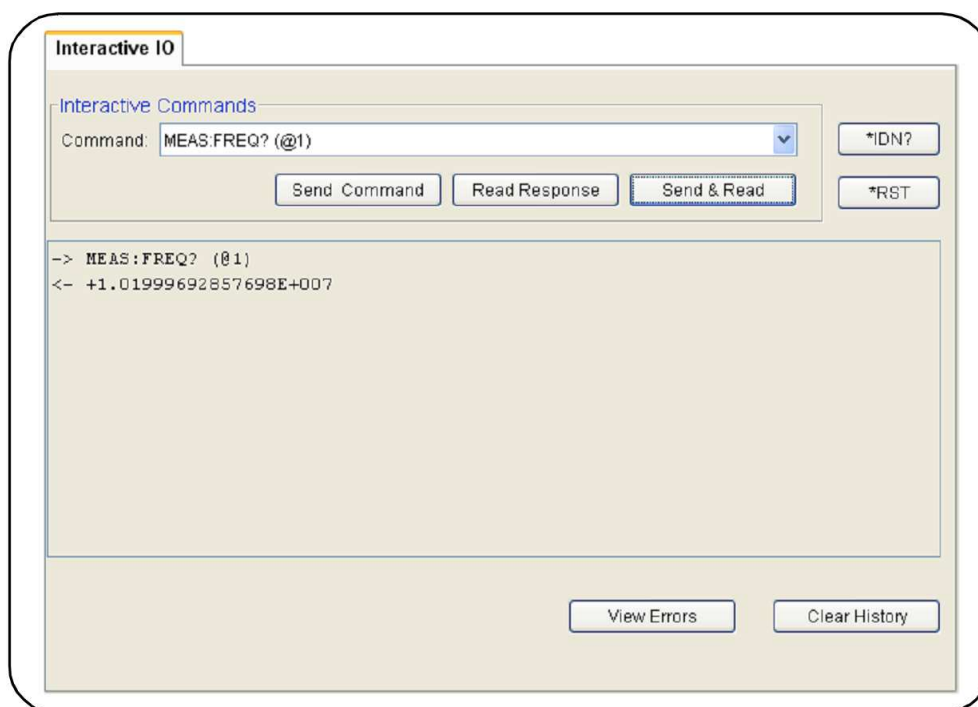 Interactive IO
Interactive Commands
Command: MEAS:FREQ? (@1)
*IDN?
Send Command Read Response Send & Read
*RST
-> MEAS:FREQ? (@1)
<- +1.01999692857698E+007
View Errors Clear History